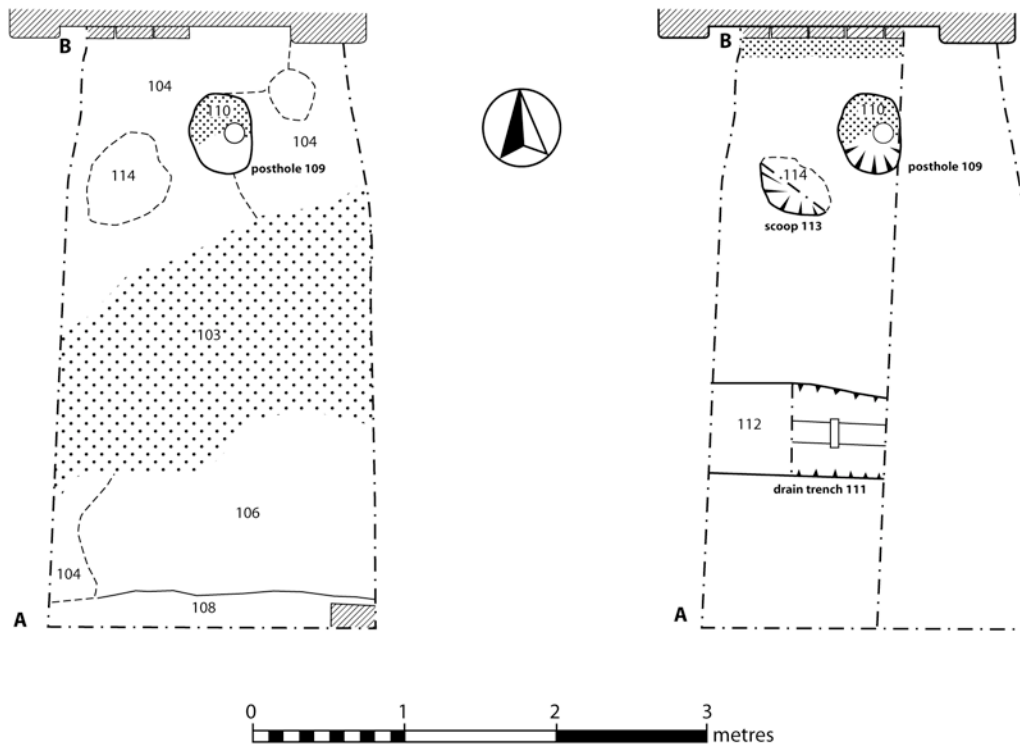 B
104
110
104
posthole 109
114
103
106
104
108
A
B
110
posthole 109
114
scoop 113
112
drain trench 111
A
0 1 2 3
metres